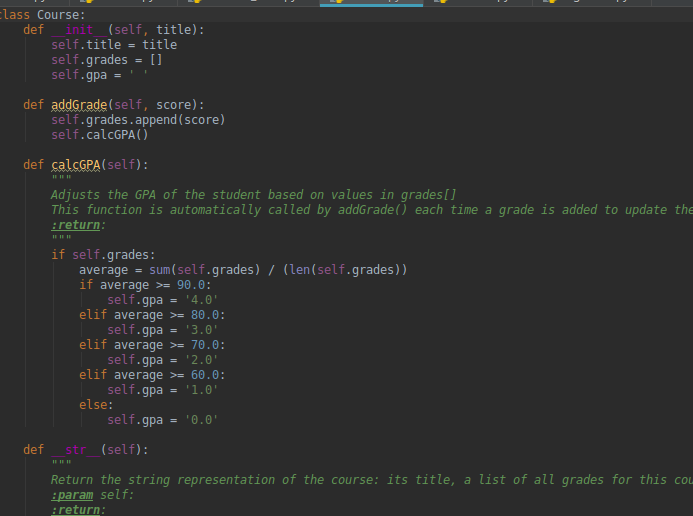 class Course:
    def __init__(self, title):
        self.title = title
        self.grades = []
        self.gpa = ' '

    def addGrade(self, score):
        self.grades.append(score)
        self.calcGPA()

    def calcGPA(self):
        """
        Adjusts the GPA of the student based on values in grades[]
        This function is automatically called by addGrade() each time a grade is added to update the
        :return:
        """
        if self.grades:
            average = sum(self.grades) / (len(self.grades))
            if average >= 90.0:
                self.gpa = '4.0'
            elif average >= 80.0:
                self.gpa = '3.0'
            elif average >= 70.0:
                self.gpa = '2.0'
            elif average >= 60.0:
                self.gpa = '1.0'
            else:
                self.gpa = '0.0'

    def __str__(self):
        """
        Return the string representation of the course: its title, a list of all grades for this cou
        :param self:
        :return: